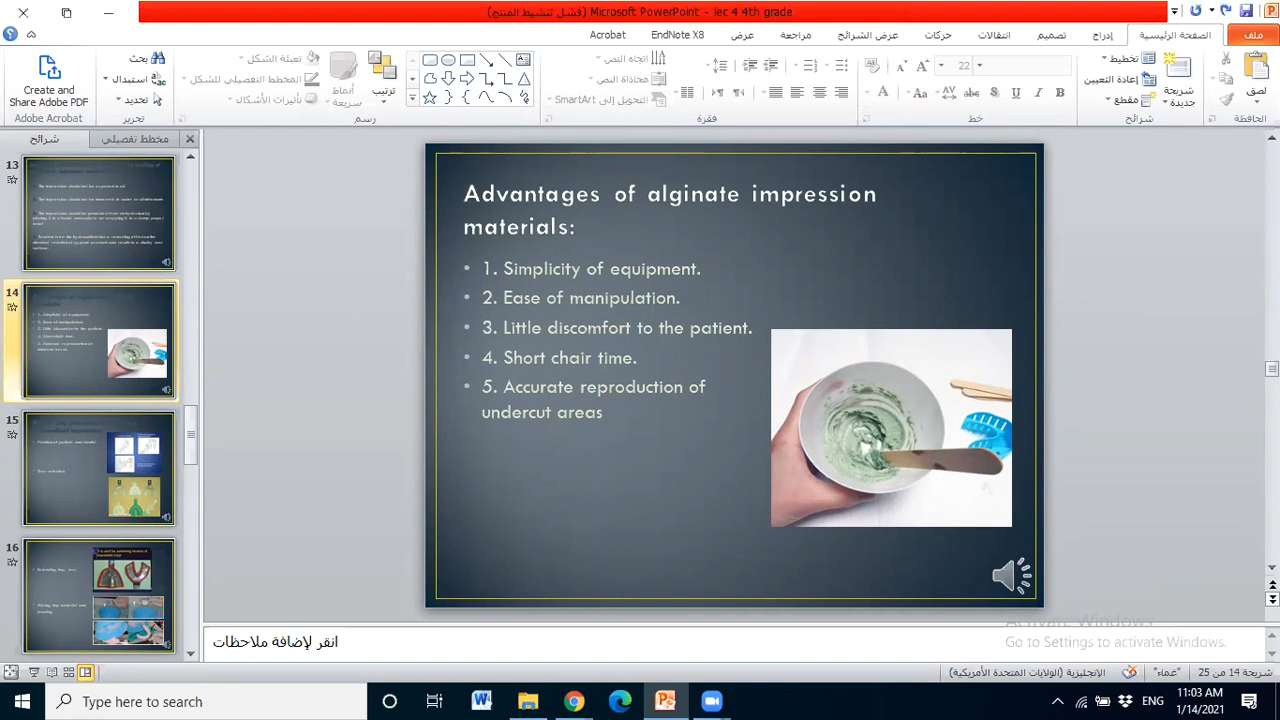 lec 4 4th grade - Microsoft PowerPoint (فشل تنشيط المنتج)
ملف
الصفحة الرئيسية
إدراج
تصميم
انتقالات
حركات
عرض الشرائح
مراجعة
عرض
EndNote X8
Acrobat
لصق
الحافظة
شريحة جديدة
تخطيط
إعادة التعيين
مقطع
شرائح
22
خط
اتجاه النص
محاذاة النص
التحويل إلى SmartArt
فقرة
ترتيب
أنماط سريعة
تعبئة الشكل
المخطط التفصيلي للشكل
تأثيرات الأشكال
رسم
بحث
استبدال
تحديد
تحرير
Create and
Share Adobe PDF
Adobe Acrobat
شرائح
مخطط تفصيلي
13
14
15
16
Advantages of alginate impression
materials:
• 1. Simplicity of equipment.
• 2. Ease of manipulation.
• 3. Little discomfort to the patient.
• 4. Short chair time.
• 5. Accurate reproduction of
undercut areas
انقر لإضافة ملاحظات
Activate Windows
Go to Settings to activate Windows.
شريحة 14 من 25
"غماء"
الإنجليزية (الولايات المتحدة الأمريكية)
Type here to search
ENG
11:03 AM
1/14/2021